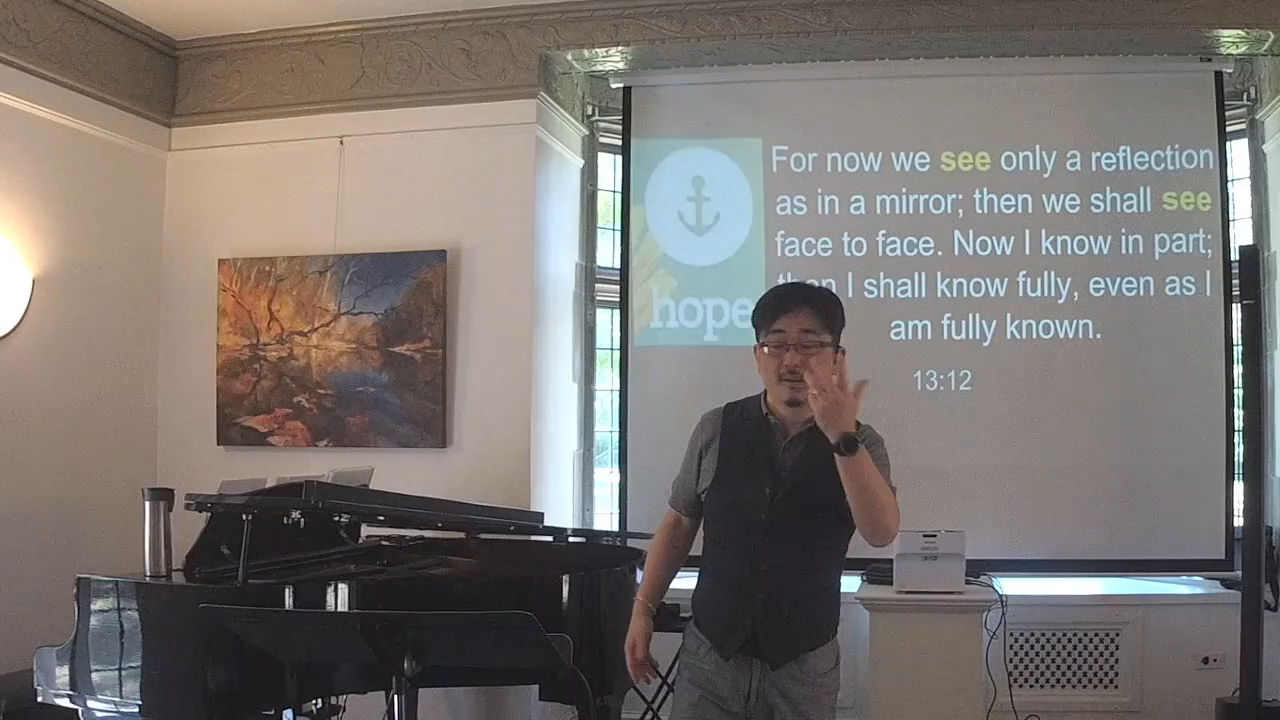 For now we see only a reflection
as in a mirror; then we shall see
face to face. Now I know in part;
then I shall know fully, even as I
am fully known.
13:12
hope